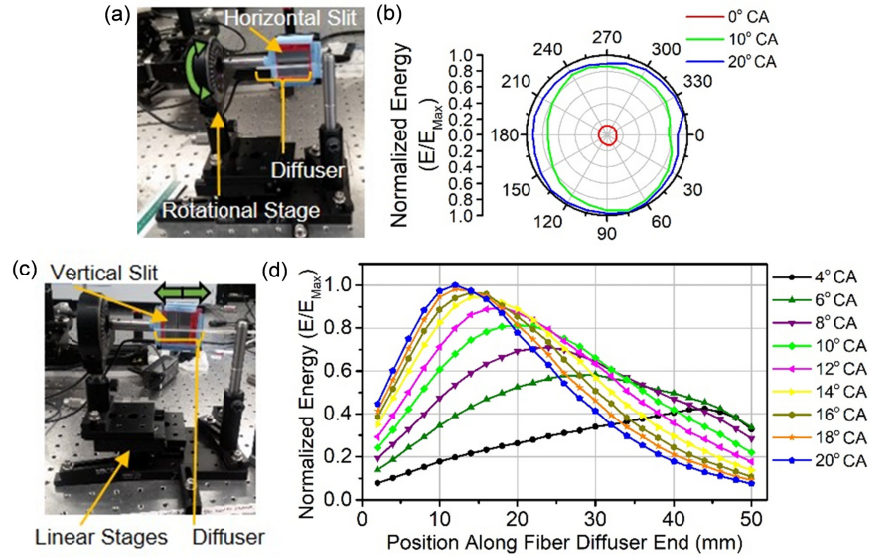 (a)
Horizontal Slit
Diffuser
Rotational Stage
(b)
Normalized Energy
(E/EMax)
1.0
0.8
0.6
0.4
0.2
0.0
0.2
0.4
0.6
0.8
1.0
270
300
330
0
30
60
90
120
150
180
210
240
0° CA
10° CA
20° CA
(c)
Vertical Slit
Linear Stages
Diffuser
(d)
Normalized Energy (E/EMax)
1.0
0.8
0.6
0.4
0.2
0.0
0 10 20 30 40 50
Position Along Fiber Diffuser End (mm)
4° CA
6° CA
8° CA
10° CA
12° CA
14° CA
16° CA
18° CA
20° CA